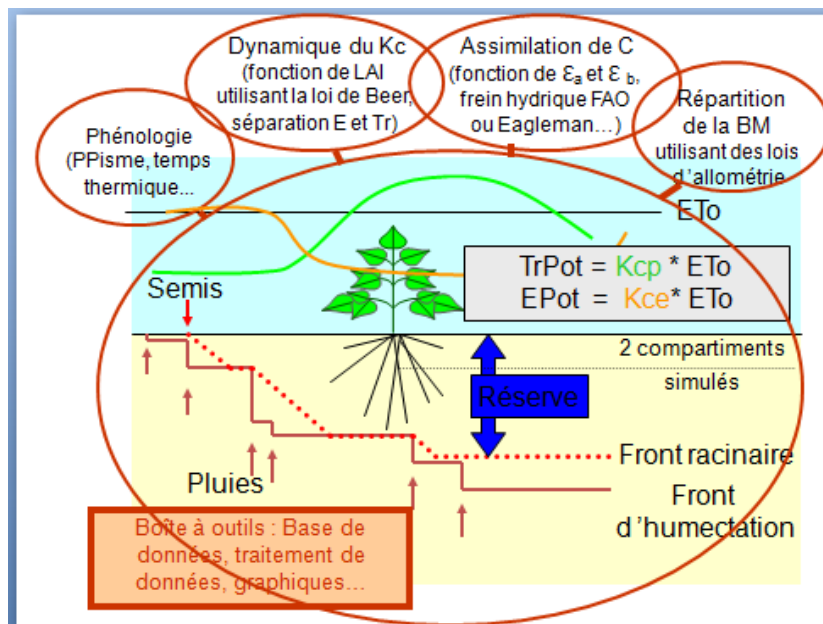 Dynamique du Kc
(fonction de LAI
utilisant la loi de Beer,
séparation E et Tr)
Assimilation de C
(fonction de Ɛa et Ɛ b,
frein hydrique FAO
ou Eagleman…)
Répartition
de la BM
utilisant des lois
d’allométrie
Phénologie
(PPisme, temps
thermique...
ETo
TrPot = Kcp * ETo
EPot = Kce* ETo
Semis
2 compartiments
simulés
Réserve
Front racinaire
Pluies
Front
d’humectation
Boîte à outils : Base de
données, traitement de
données, graphiques…